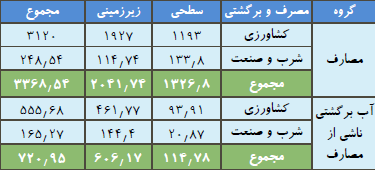 گروه مصرف و برگشتی سطحی زیرزمینی مجموع
مصارف
کشاورزی ۱۱۹۳ ۱۹۲۷ ۳۱۲۰
شرب و صنعت ۱۳۳٫۸ ۱۱۴٫۷۴ ۲۴۸٫۵۴
مجموع ۱۳۲۶٫۸ ۲۰۴۱٫۷۴ ۳۳۶۸٫۵۴
آب برگشتی
ناشی از
مصارف
کشاورزی ۹۳٫۹۱ ۴۶۱٫۷۷ ۵۵۵٫۶۸
شرب و صنعت ۲۰٫۸۷ ۱۴۴٫۴ ۱۶۵٫۲۷
مجموع ۱۱۴٫۷۸ ۶۰۶٫۱۷ ۷۲۰٫۹۵